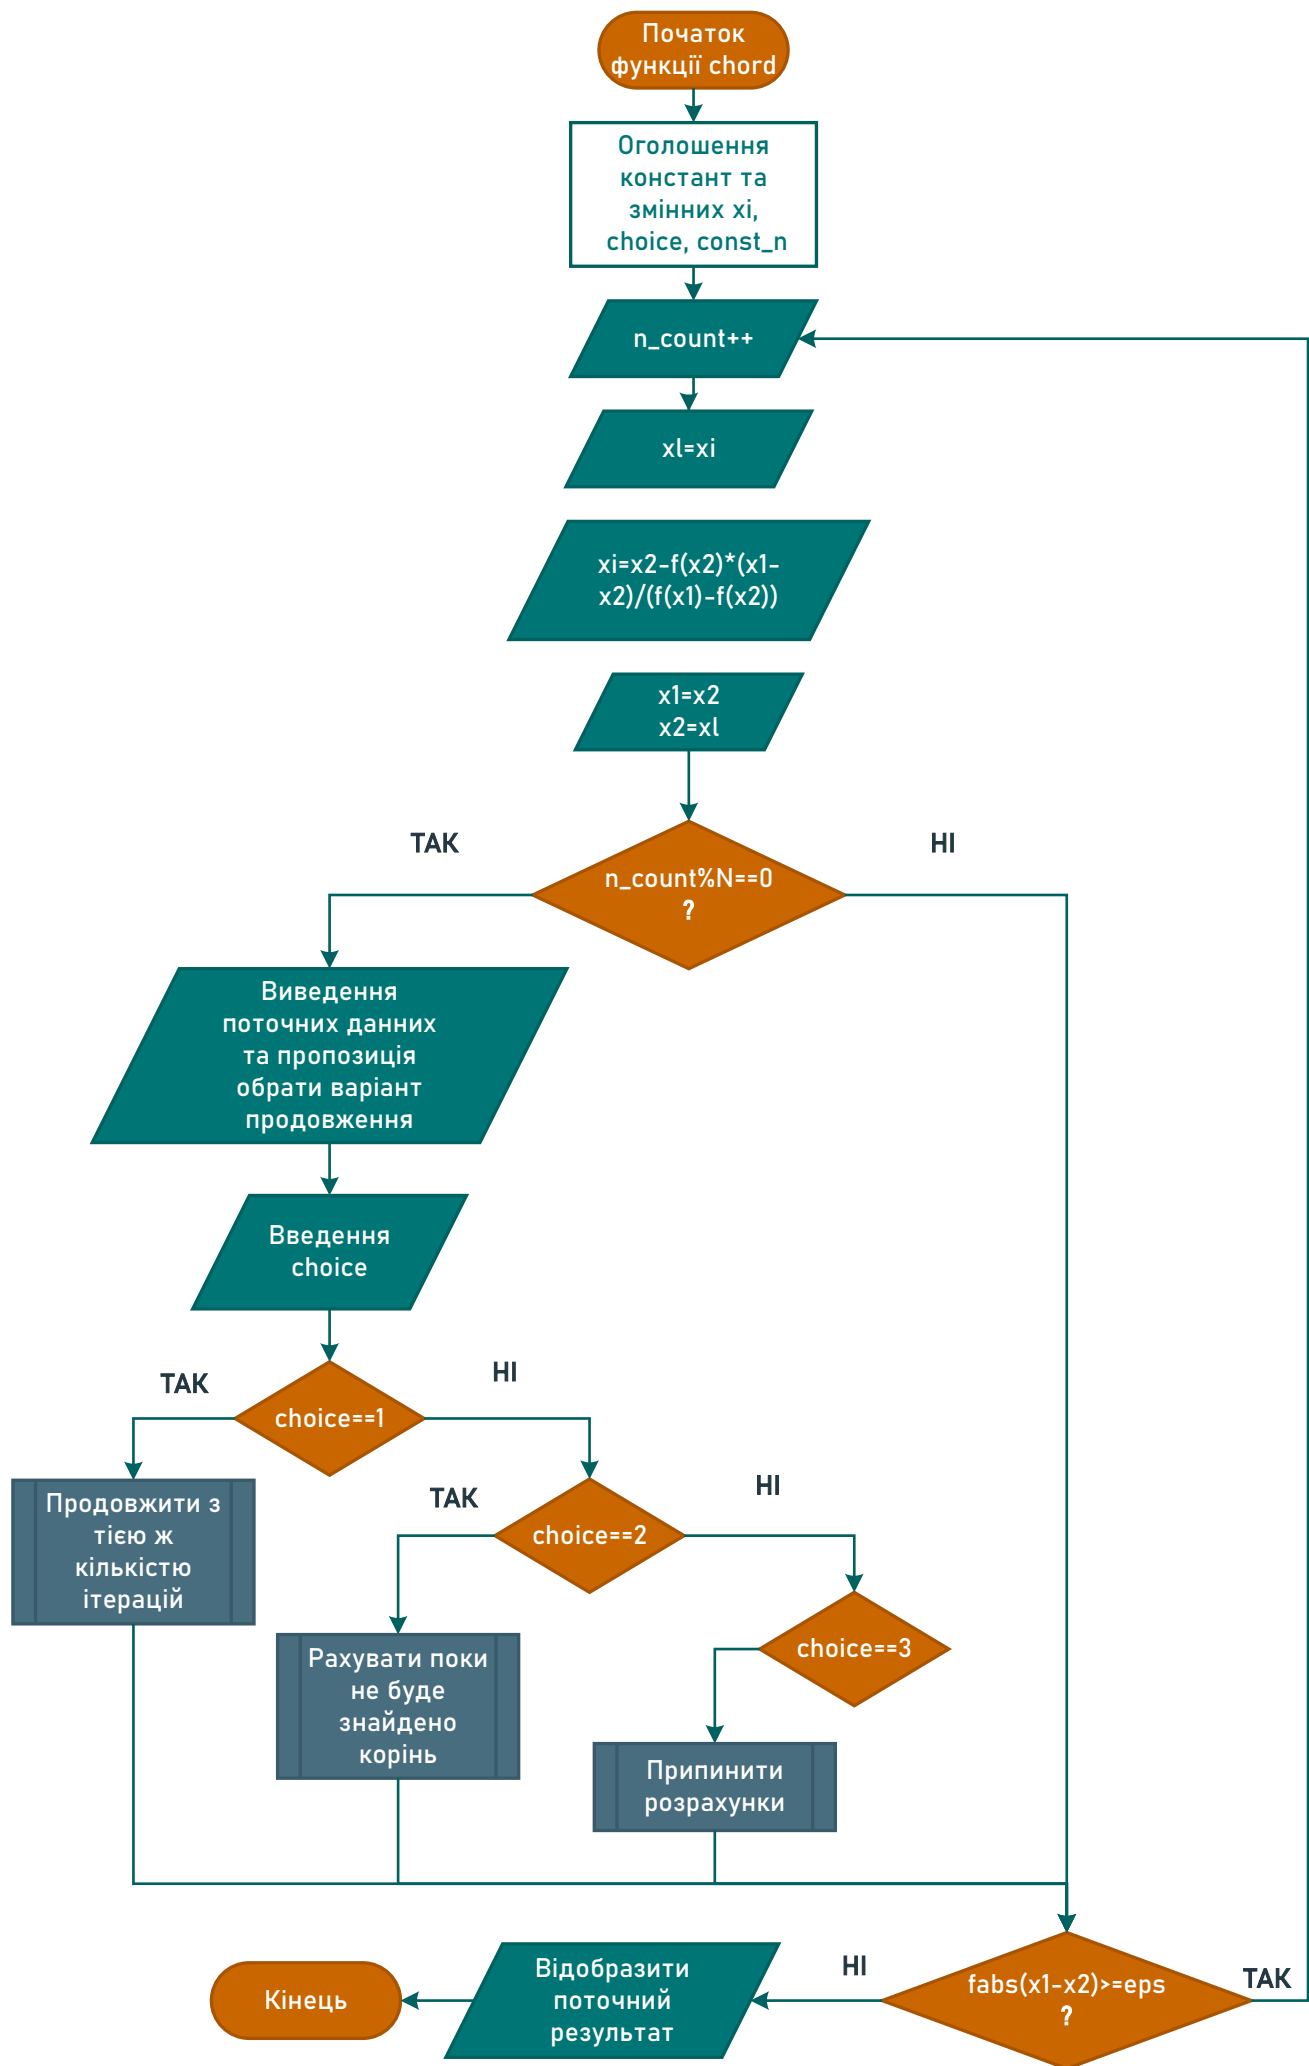 Початок
функції chord
Оголошення
констант та
змінних xi,
choice, const_n
n_count++
xl=xi
xi=x2-f(x2)*(x1-
x2)/(f(x1)-f(x2))
x1=x2
x2=xl
ТАК
НІ
n_count%N==0
?
Виведення
поточних данних
та пропозиція
обрати варіант
продовження
Введення
choice
ТАК
НІ
choice==1
Продовжити з
тією ж
кількістю
ітерацій
ТАК
НІ
choice==2
Рахувати поки
не буде
знайдено
корінь
choice==3
Припинити
розрахунки
fabs(x1-x2)>=eps
?
НІ
ТАК
Відобразити
поточний
результат
Кінець